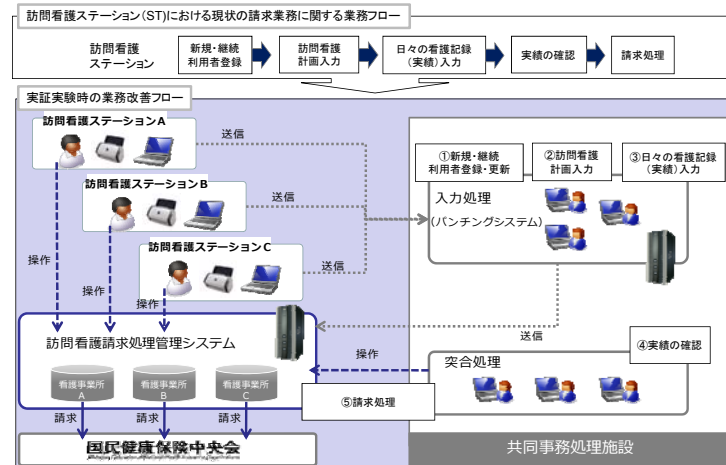 訪問看護ステーション(ST)における現状の請求業務に関する業務フロー
訪問看護
ステーション
新規・継続
利用者登録
訪問看護
計画入力
日々の看護記録
(実績)入力
実績の確認
請求処理
実証実験時の業務改善フロー
訪問看護ステーションA
送信
訪問看護ステーションB
送信
訪問看護ステーションC
送信
操作
操作
操作
①新規・継続
利用者登録・更新
②訪問看護
計画入力
③日々の看護記録
(実績)入力
入力処理
(パンチングシステム)
送信
訪問看護請求処理管理システム
看護事業所
A
看護事業所
B
看護事業所
C
操作
④実績の確認
突合処理
⑤請求処理
請求
請求
請求
国民健康保険中央会
共同事務処理施設